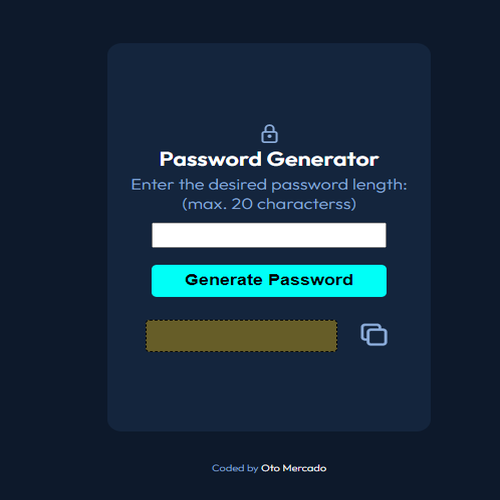 Password Generator
Enter the desired password length:
(max. 20 characterss)
Generate Password
Coded by Oto Mercado